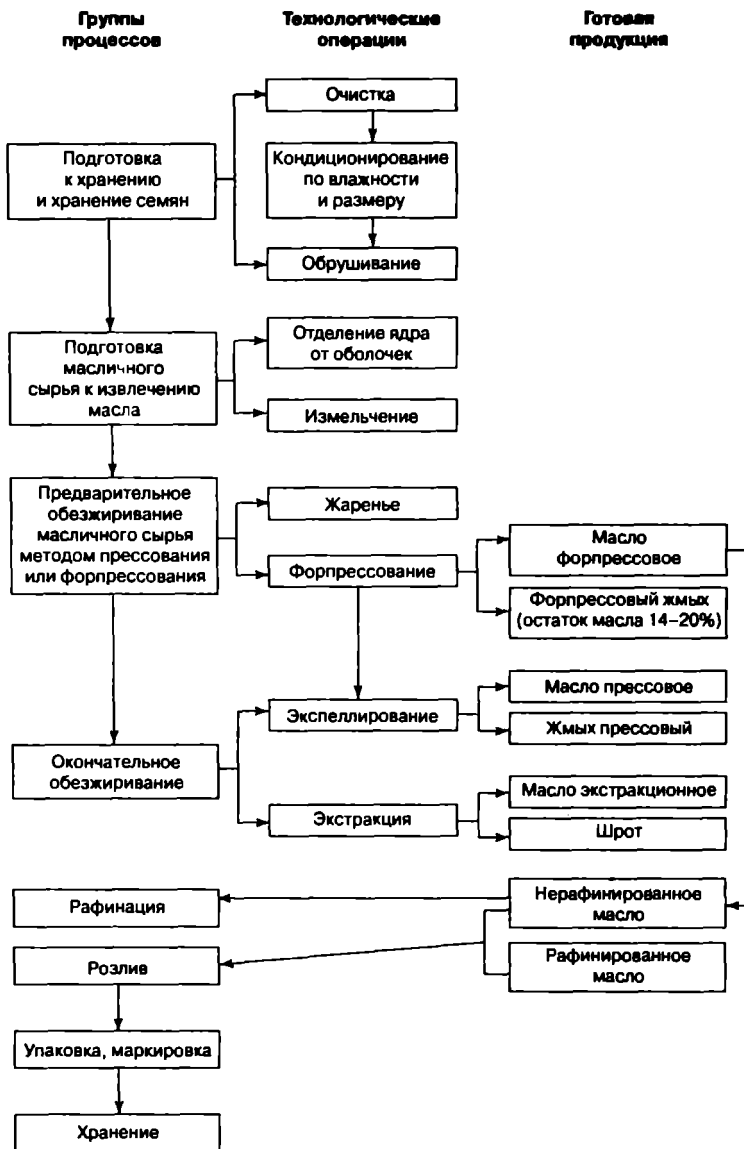 Группы
процессов
Технологические
операции
Готовая
продукция
Очистка
Подготовка
к хранению
и хранение семян
Кондиционирование
по влажности
и размеру
Обрушивание
Подготовка
масличного
сырья к извлечению
масла
Отделение ядра
от оболочек
Измельчение
Предварительное
обезжиривание
масличного сырья
методом прессования
или форпрессования
Жаренье
Форпрессование
Масло
форпрессовое
Форпрессовый жмых
(остаток масла 14–20%)
Окончательное
обезжиривание
Экспеллирование
Масло прессовое
Жмых прессовый
Экстракция
Масло экстракционное
Шрот
Рафинация
Нерафинированное
масло
Розлив
Рафинированное
масло
Упаковка, маркировка
Хранение